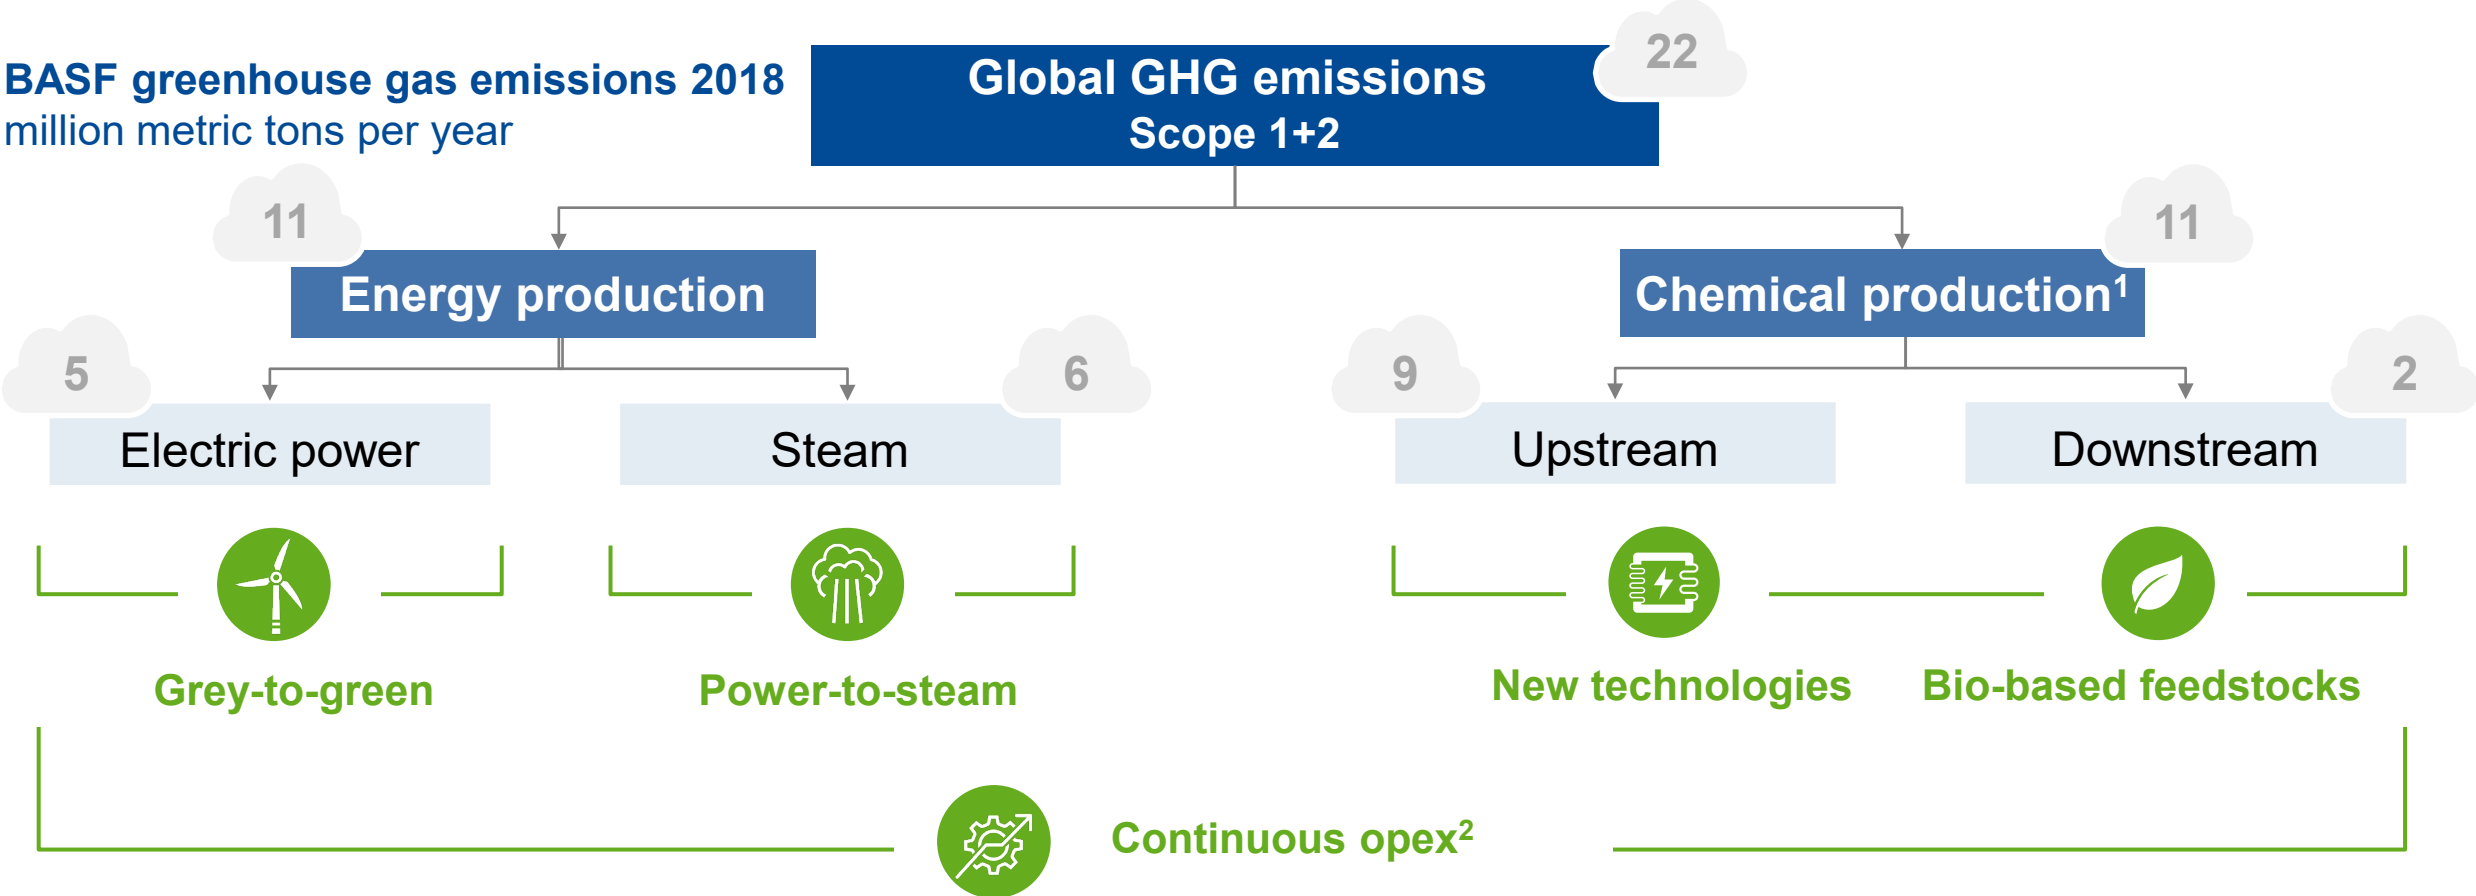 BASF greenhouse gas emissions 2018
million metric tons per year
Global GHG emissions
Scope 1+2
22
11
Energy production
11
Chemical production¹
5
Electric power
6
Steam
9
Upstream
2
Downstream
Grey-to-green
Power-to-steam
New technologies
Bio-based feedstocks
Continuous opex²